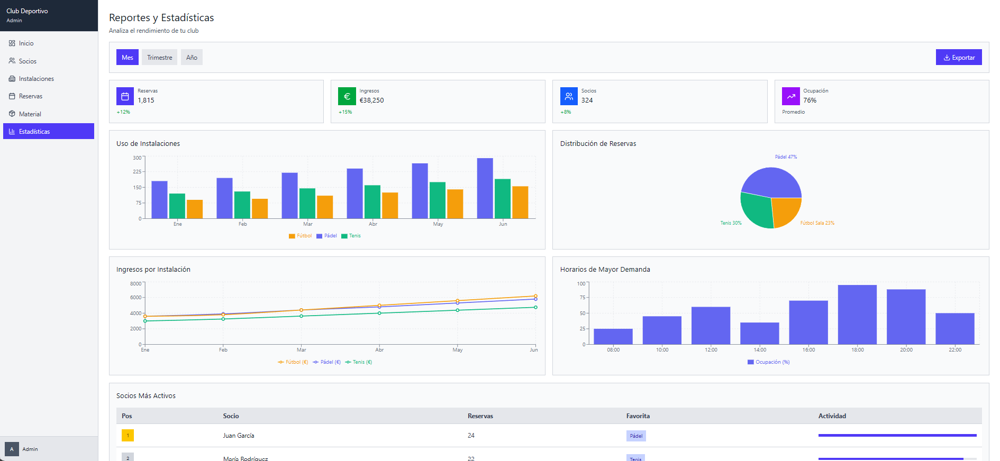 Club Deportivo
Admin
Inicio
Socios
Instalaciones
Reservas
Material
Estadísticas
A Admin
Reportes y Estadísticas
Analiza el rendimiento de tu club
Mes Trimestre Año Exportar
Reservas
1,815
+12%
Ingresos
€38,250
+15%
Socios
324
+8%
Ocupación
76%
Promedio
Uso de Instalaciones
300
225
150
75
0
Ene Feb Mar Abr May Jun
Fútbol Pádel Tenis
Distribución de Reservas
Pádel 47%
Tenis 30%
Fútbol Sala 23%
Ingresos por Instalación
8000
6000
4000
2000
0
Ene Feb Mar Abr May Jun
Fútbol (€) Pádel (€) Tenis (€)
Horarios de Mayor Demanda
100
75
50
25
0
08:00 10:00 12:00 14:00 16:00 18:00 20:00 22:00
Ocupación (%)
Socios Más Activos
Pos Socio Reservas Favorita Actividad
1 Juan García 24 Pádel
2 María Rodríguez 22 Tenis